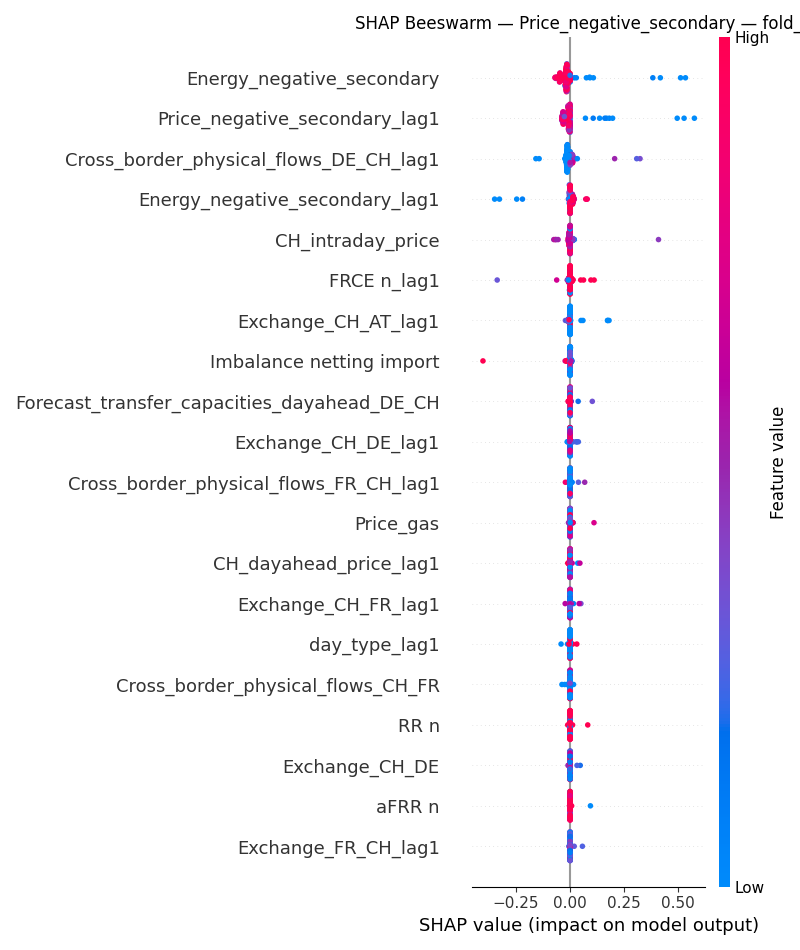 SHAP Beeswarm — Price_negative_secondary — fold_
High
Energy_negative_secondary
Price_negative_secondary_lag1
Cross_border_physical_flows_DE_CH_lag1
Energy_negative_secondary_lag1
CH_intraday_price
FRCE n_lag1
Exchange_CH_AT_lag1
Imbalance netting import
Forecast_transfer_capacities_dayahead_DE_CH
Exchange_CH_DE_lag1
Cross_border_physical_flows_FR_CH_lag1
Price_gas
CH_dayahead_price_lag1
Exchange_CH_FR_lag1
day_type_lag1
Cross_border_physical_flows_CH_FR
RR n
Exchange_CH_DE
aFRR n
Exchange_FR_CH_lag1
Feature value
Low
−0.25 0.00 0.25 0.50
SHAP value (impact on model output)